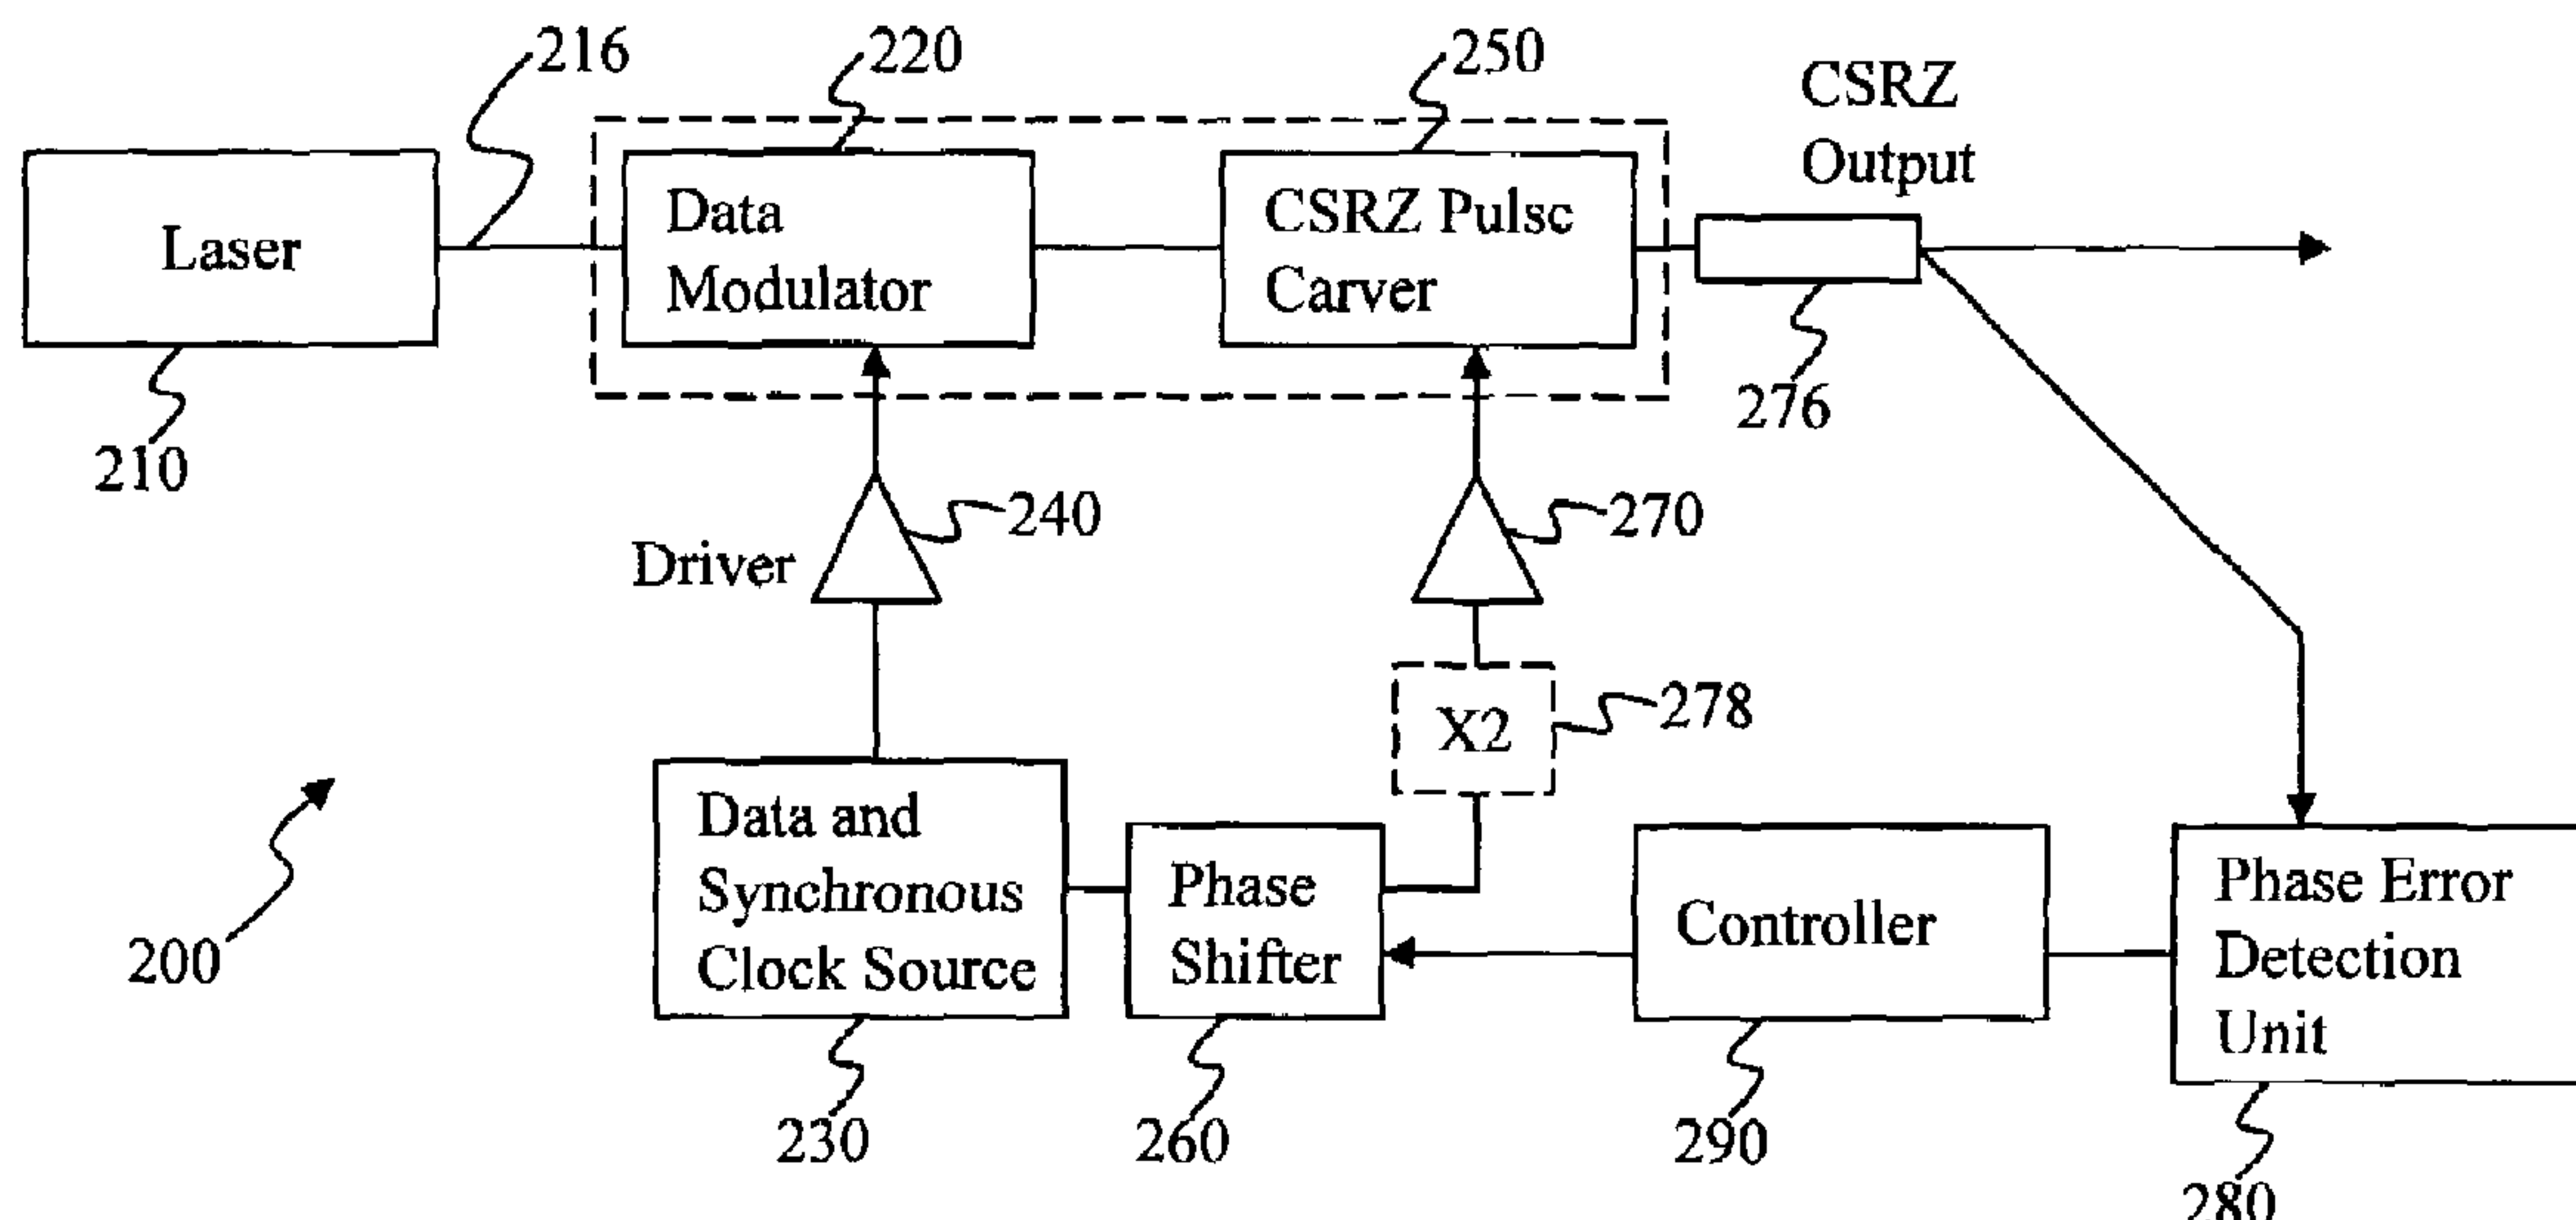 216
220
250
CSRZ
Output
Laser
Data
Modulator
CSRZ Pulse
Carver
276
210
Driver
240
270
X2
278
200
Data and
Synchronous
Clock Source
Phase
Shifter
Controller
Phase Error
Detection
Unit
230
260
290
280